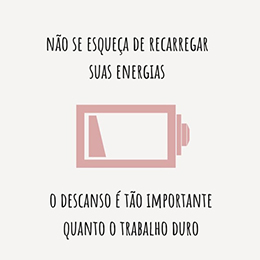 NÃO SE ESQUEÇA DE RECARREGAR
SUAS ENERGIAS
O DESCANSO É TÃO IMPORTANTE
QUANTO O TRABALHO DURO